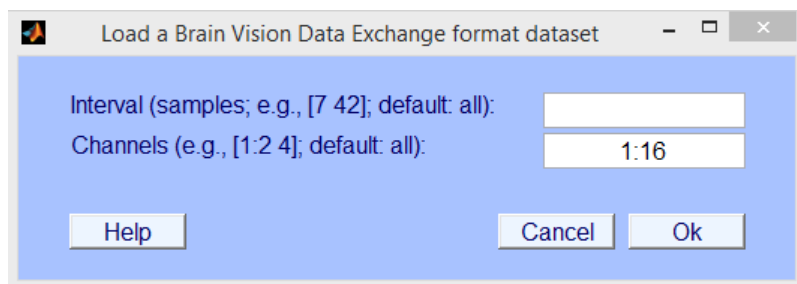 Load a Brain Vision Data Exchange format dataset
Interval (samples; e.g., [7 42]; default: all):
Channels (e.g., [1:2 4]; default: all):
1:16
Help
Cancel
Ok